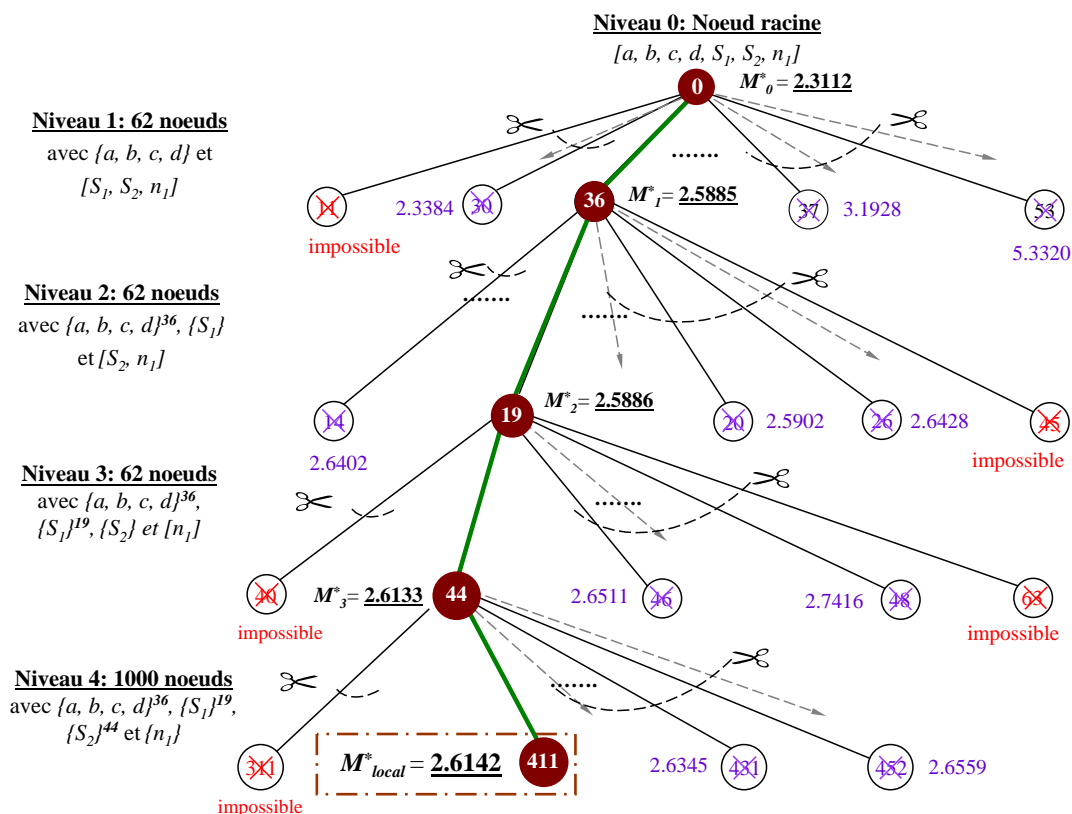 Niveau 0: Noeud racine
[a, b, c, d, S1, S2, n1]
0
M*0 = 2.3112
Niveau 1: 62 noeuds
avec {a, b, c, d} et
[S1, S2, n1]
.......
11
impossible
2.3384
30
36
M*1 = 2.5885
37
3.1928
53
5.3320
Niveau 2: 62 noeuds
avec {a, b, c, d}36, {S1}
et [S2, n1]
.......
.......
14
2.6402
19
M*2 = 2.5886
20
2.5902
26
2.6428
45
impossible
Niveau 3: 62 noeuds
avec {a, b, c, d}36,
{S1}19, {S2} et [n1]
.......
40
impossible
M*3 = 2.6133
44
2.6511
46
2.7416
48
63
impossible
Niveau 4: 1000 noeuds
avec {a, b, c, d}36, {S1}19,
{S2}44 et {n1}
.......
311
impossible
M*local = 2.6142
411
2.6345
431
452
2.6559